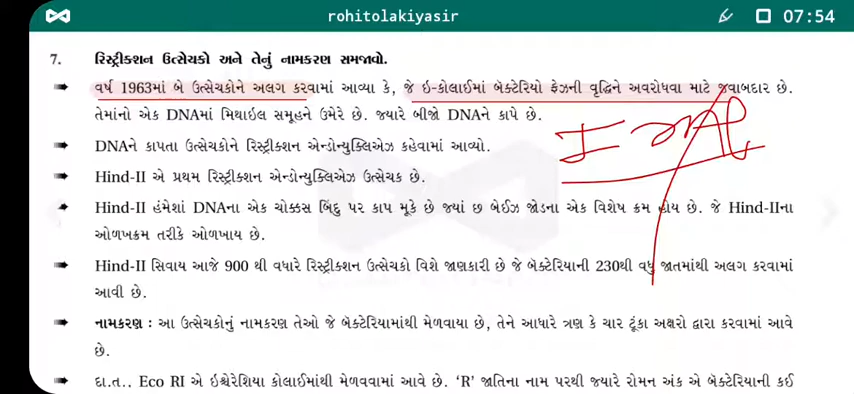 rohitolakiyasir 07:54
7. રિસ્ટ્રીક્શન ઉત્સેચકો અને તેનું નામકરણ સમજાવો.
➡ વર્ષ 1963માં બે ઉત્સેચકોને અલગ કરવામાં આવ્યા કે, જે ઇ-કોલાઈમાં બૅક્ટેરિયો ફેઝની વૃદ્ધિને અવરોધવા માટે જવાબદાર છે.
તેમાંનો એક DNAમાં મિથાઇલ સમૂહને ઉમેરે છે. જ્યારે બીજો DNAને કાપે છે.
➡ DNAને કાપતા ઉત્સેચકોને રિસ્ટ્રીક્શન એન્ડોન્યુક્લિએઝ કહેવામાં આવ્યો.
➡ Hind-II એ પ્રથમ રિસ્ટ્રીક્શન એન્ડોન્યુક્લિએઝ ઉત્સેચક છે.
➡ Hind-II હંમેશાં DNAના એક ચોક્કસ બિંદુ પર કાપ મૂકે છે જ્યાં છ બેઈઝ જોડના એક વિશેષ ક્રમ હોય છે. જે Hind-IIના
ઓળખક્રમ તરીકે ઓળખાય છે.
➡ Hind-II સિવાય આજે 900 થી વધારે રિસ્ટ્રીક્શન ઉત્સેચકો વિશે જાણકારી છે જે બૅક્ટેરિયાની 230થી વધુ જાતમાંથી અલગ કરવામાં
આવી છે.
➡ નામકરણ : આ ઉત્સેચકોનું નામકરણ તેઓ જે બૅક્ટેરિયામાંથી મેળવાયા છે, તેને આધારે ત્રણ કે ચાર ટૂંકા અક્ષરો દ્વારા કરવામાં આવે
છે.
➡ દા.ત., Eco RI એ ઇશ્ચેરેશિયા કોલાઈમાંથી મેળવવામાં આવે છે. ‘R’ જાતિના નામ પરથી જ્યારે રોમન અંક એ બૅક્ટેરિયાની કઈ